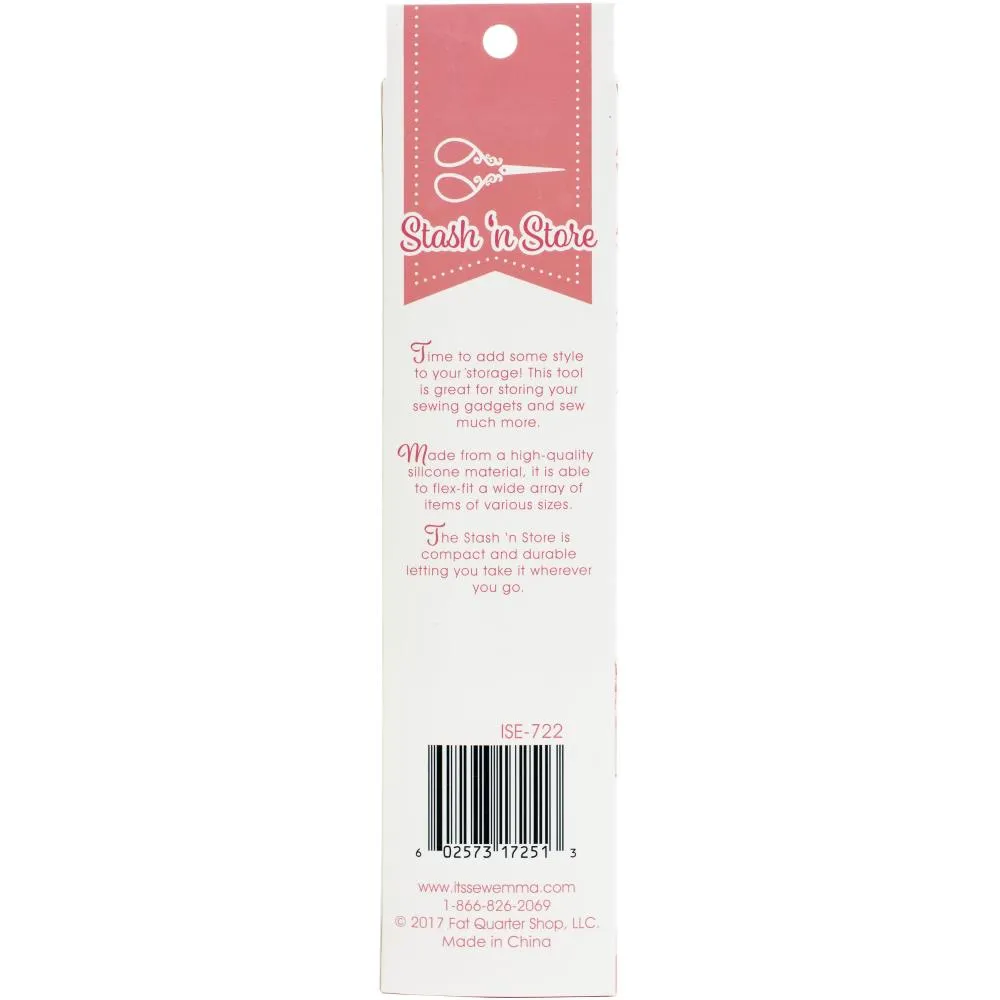 Stash 'n Store
Time to add some style
to your storage! This tool
is great for storing your
sewing gadgets and sew
much more.
Made from a high-quality
silicone material, it is able
to flex-fit a wide array of
items of various sizes.
The Stash 'n Store is
compact and durable
letting you take it wherever
you go.
ISE-722
6 02573 17251 3
www.itssewemma.com
1-866-826-2069
© 2017 Fat Quarter Shop, LLC.
Made in China